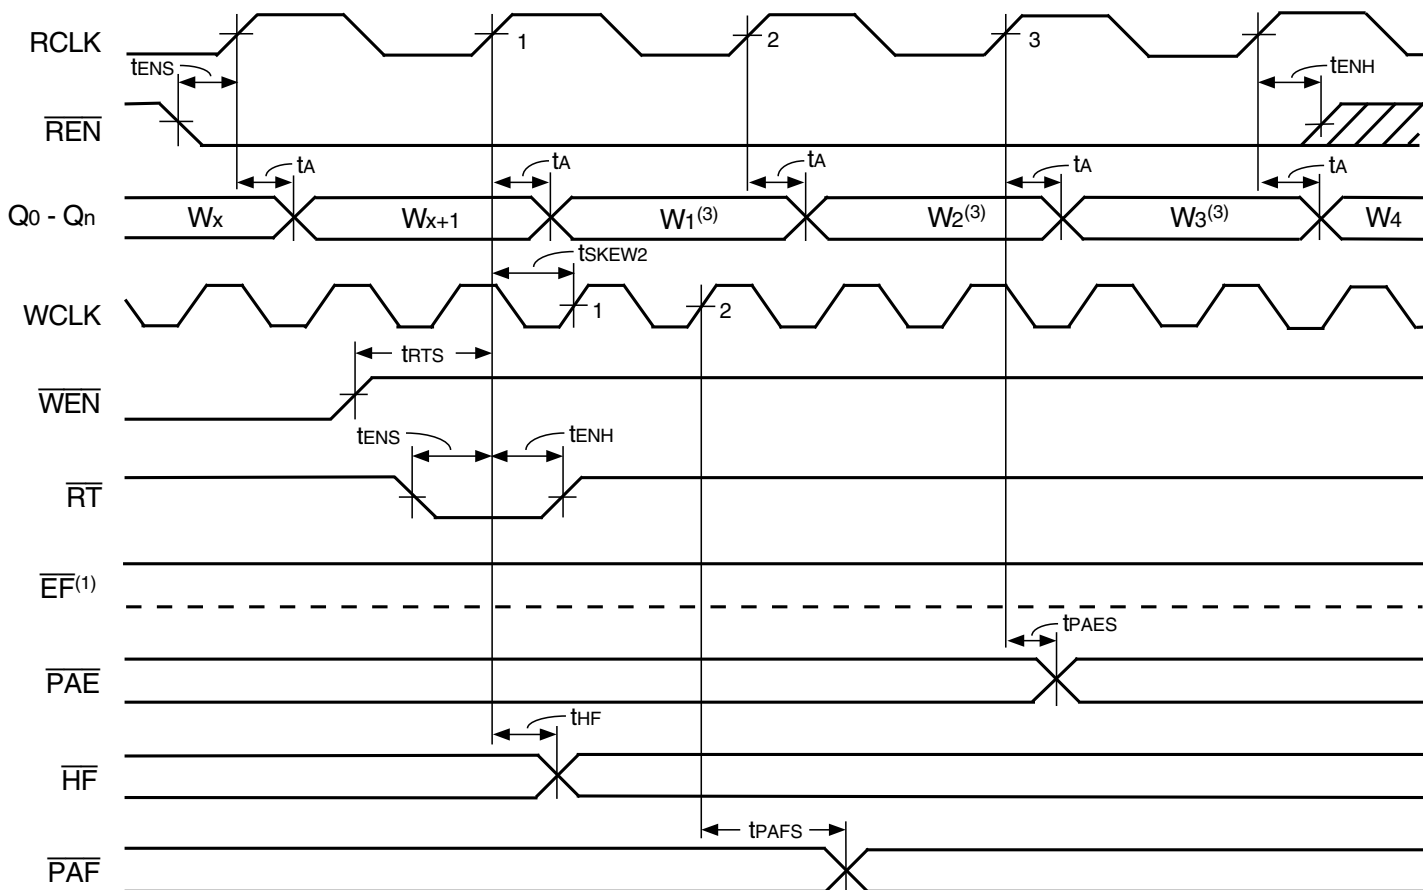 RCLK
1
2
3
tENS
tENH
REN
tA
tA
tA
tA
tA
Q0 - Qn
Wx
Wx+1
W1(3)
W2(3)
W3(3)
W4
tSKEW2
WCLK
1
2
tRTS
WEN
tENS
tENH
RT
EF(1)
tPAES
PAE
tHF
HF
tPAFS
PAF